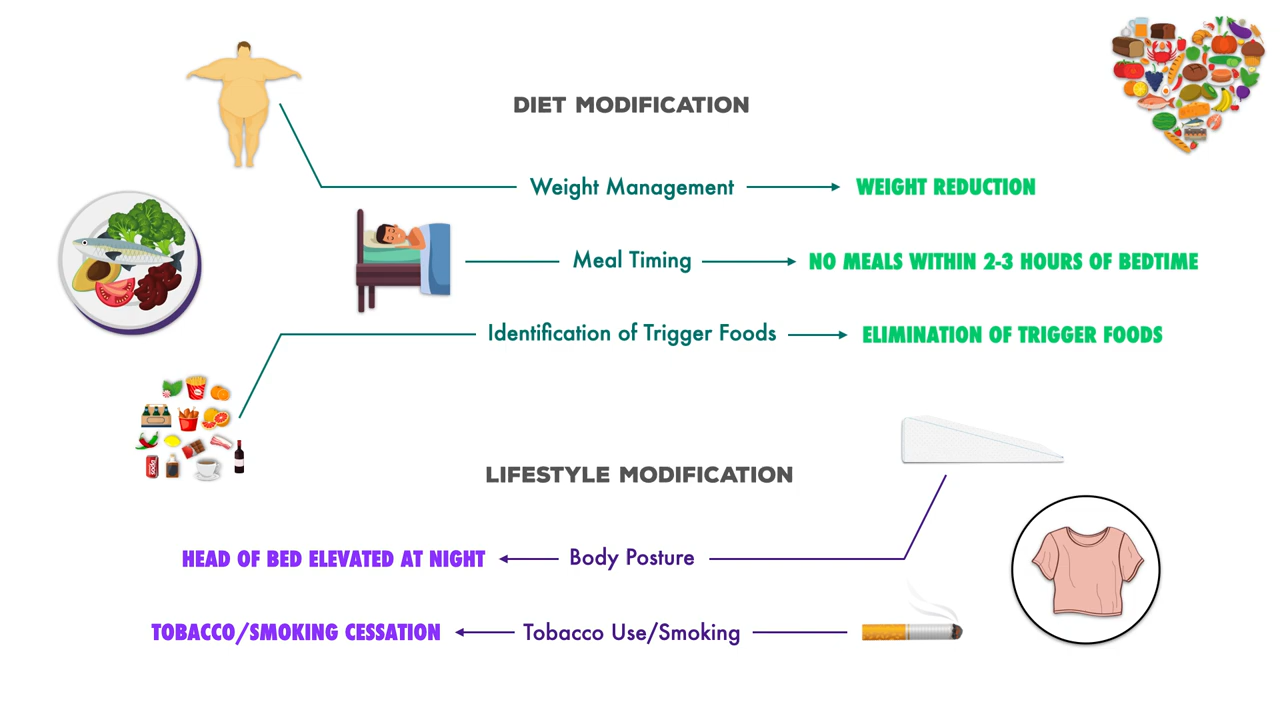 DIET MODIFICATION
Weight Management WEIGHT REDUCTION
Meal Timing NO MEALS WITHIN 2-3 HOURS OF BEDTIME
Identification of Trigger Foods ELIMINATION OF TRIGGER FOODS
LIFESTYLE MODIFICATION
HEAD OF BED ELEVATED AT NIGHT Body Posture
TOBACCO/SMOKING CESSATION Tobacco Use/Smoking